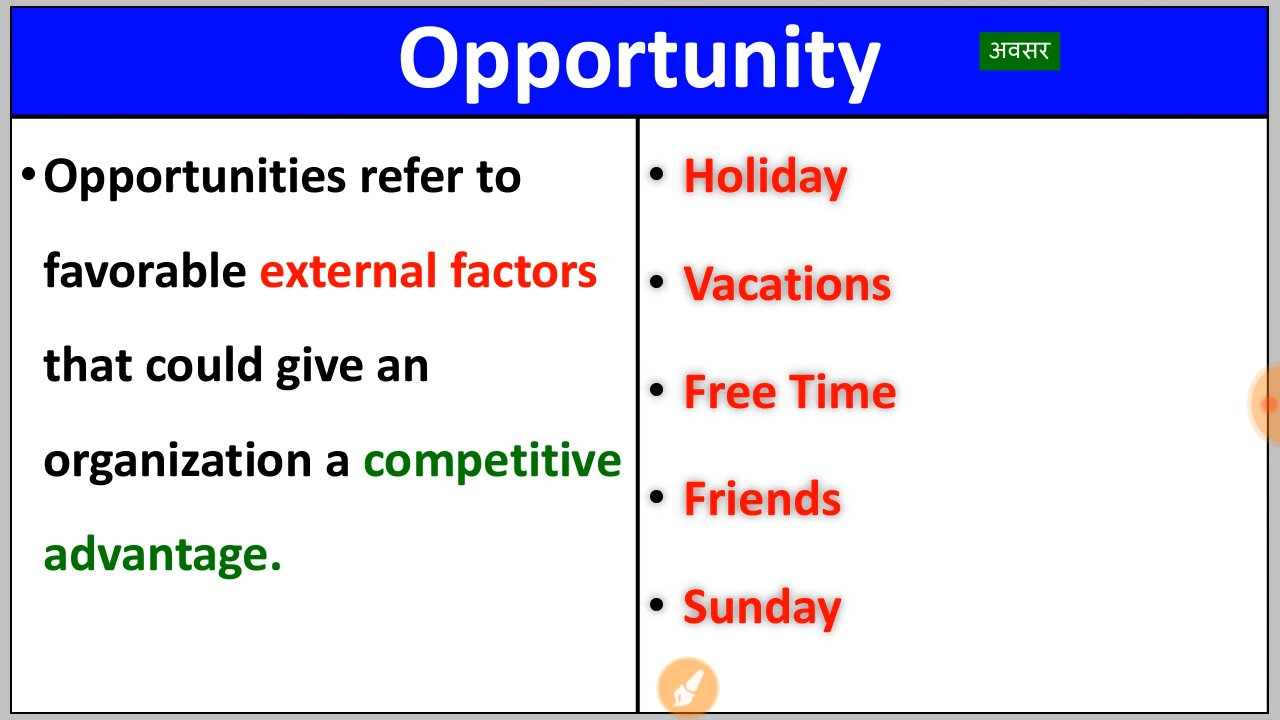 Opportunity
अवसर
• Opportunities refer to
favorable external factors
that could give an
organization a competitive
advantage.
• Holiday
• Vacations
• Free Time
• Friends
• Sunday